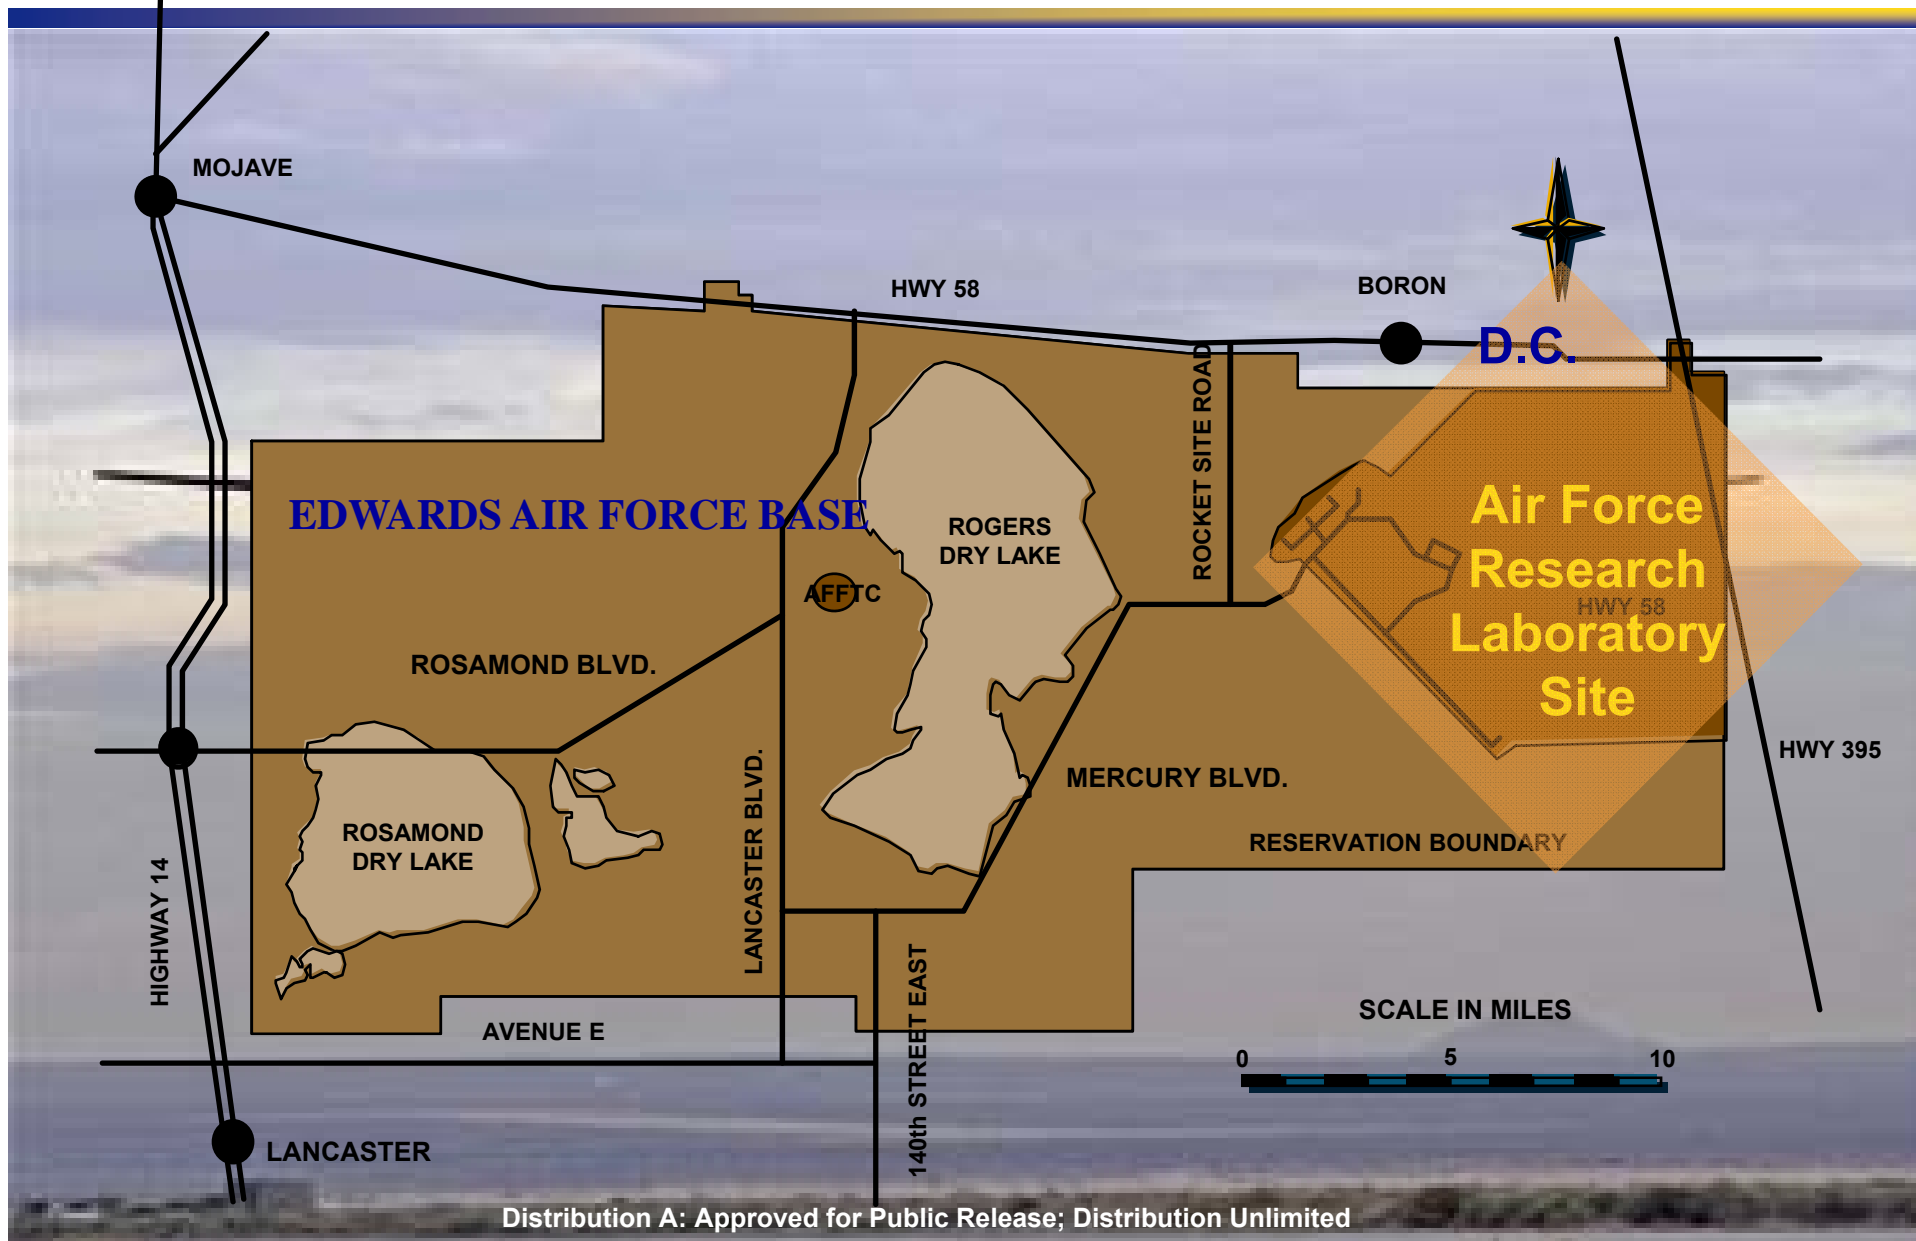 MOJAVE
HWY 58
BORON
D.C.
ROCKET SITE ROAD
EDWARDS AIR FORCE BASE
ROGERS
DRY LAKE
Air Force
Research
Laboratory
Site
HWY 58
AFFTC
ROSAMOND BLVD.
HWY 395
MERCURY BLVD.
LANCASTER BLVD.
ROSAMOND
DRY LAKE
RESERVATION BOUNDARY
HIGHWAY 14
140th STREET EAST
SCALE IN MILES
AVENUE E
0 5 10
LANCASTER
Distribution A: Approved for Public Release; Distribution Unlimited